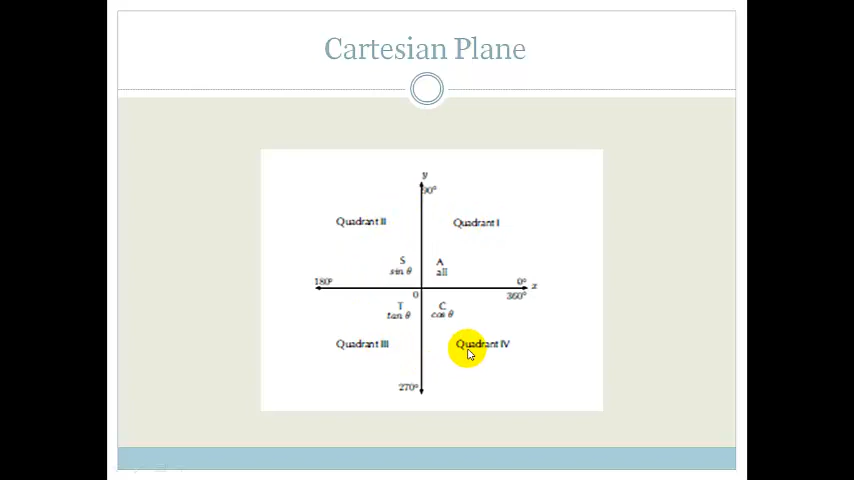 Cartesian Plane
y
90°
Quadrant II
Quadrant I
S
A
sin θ
all
180°
0°
x
0
360°
T
C
tan θ
cos θ
Quadrant III
Quadrant IV
270°